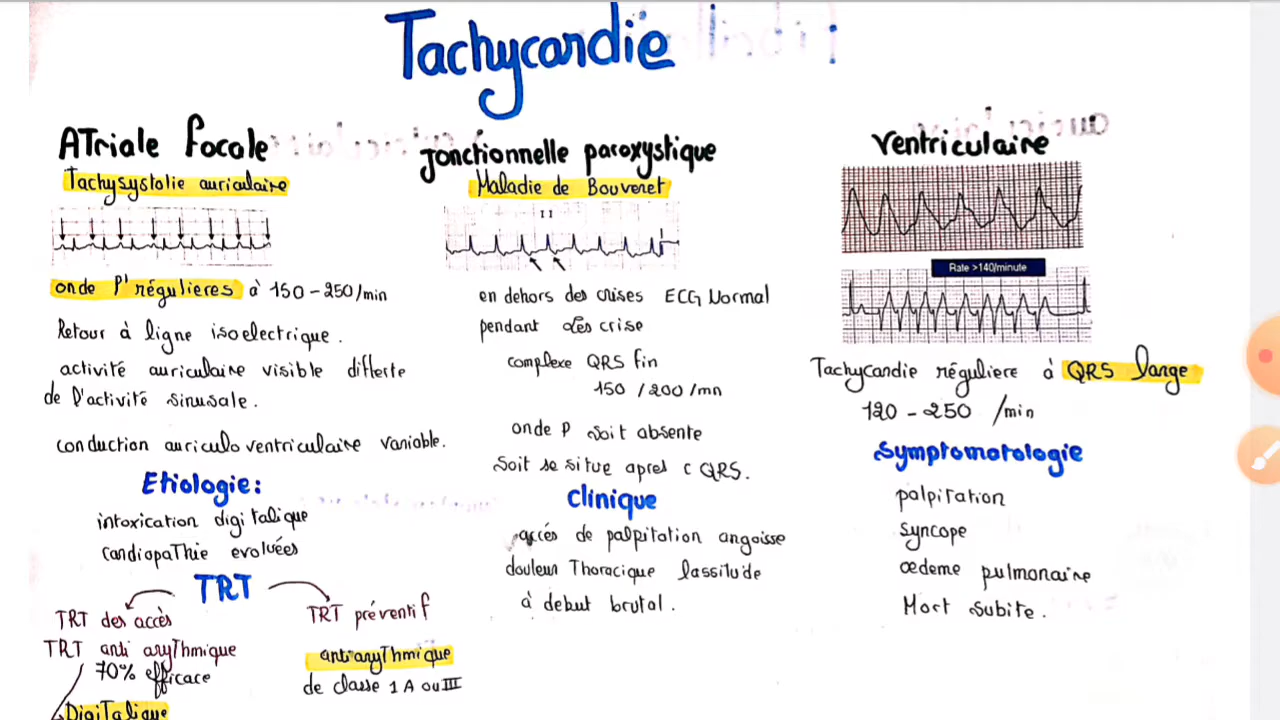 Tachycardie
ATriale focale
Tachysystolie auriculaire
onde P' régulieres à 150 - 250/min
Retour à ligne isoelectrique.
activité auriculaire visible differte
de l'activité sinusale.
conduction auriculo ventriculaire variable.
Etiologie:
intoxication digitalique
cardiopathie evoluées
TRT
TRT des accès
TRT anti arythmique
70% efficace
Digitalique
TRT préventif
antiarythmique
de classe 1 A ou III
Jonctionnelle paroxystique
Maladie de Bouveret
en dehors des crises ECG Normal
pendant les crise
complexe QRS fin
150 / 200 / mn
onde P soit absente
soit se situe apres c QRS.
clinique
accés de palpitation angoisse
douleur Thoracique lassitude
à debut brutal.
Ventriculaire
Rate >140/minute
Tachycardie réguliere à QRS large
120 - 250 /min
Symptomatologie
palpitation
syncope
œdeme pulmonaire
Mort subite.